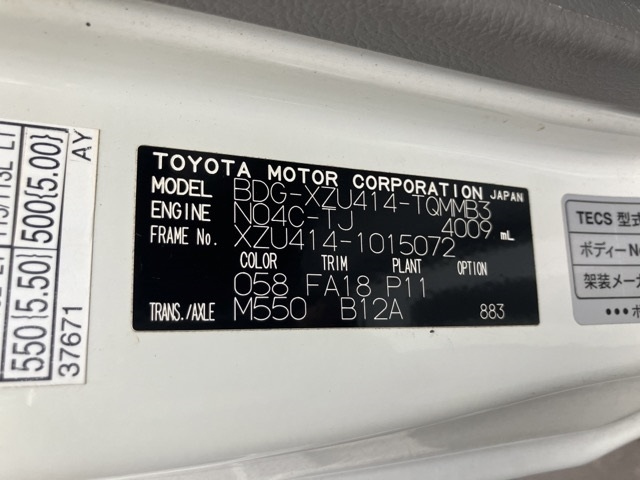 TOYOTA MOTOR CORPORATION JAPAN
MODEL BDG-XZU414-TQMMB3
ENGINE N04C-TJ 4009 mL
FRAME No. XZU414-1015072
COLOR TRIM PLANT OPTION
058 FA18 P11
TRANS./AXLE M550 B12A 883
550{5.50} 500{5.00}
37671 AY
TECS 型式
ボディーNo
架装メーカ